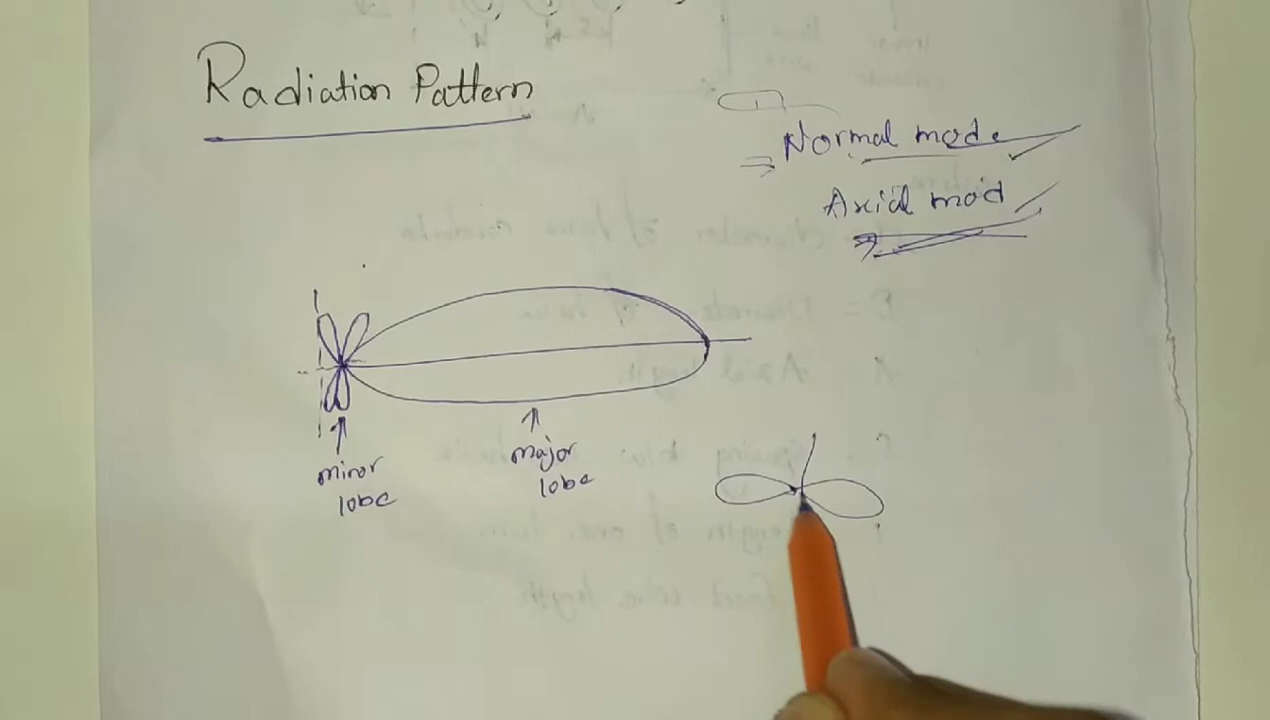 Radiation Pattern
Normal mode
Axial mod
minor
lobe
major
lobe